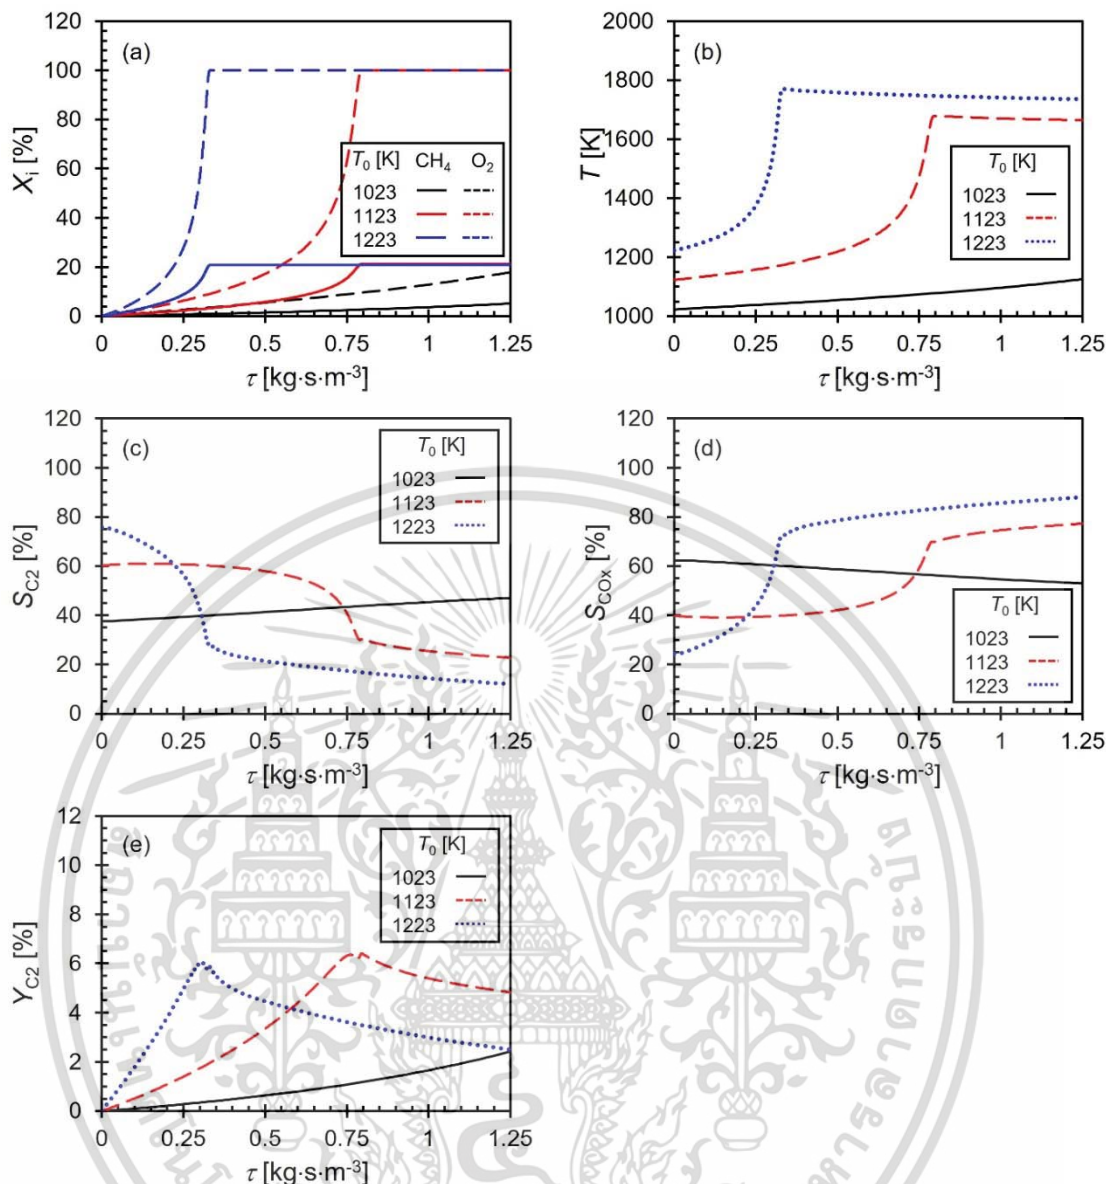 (a)
120
100
80
60
40
20
0
Xi [%]
T0 [K] CH4 O2
1023
1123
1223
0 0.25 0.5 0.75 1 1.25
τ [kg·s·m-3]
(b)
2000
1800
1600
1400
1200
1000
T [K]
T0 [K]
1023
1123
1223
0 0.25 0.5 0.75 1 1.25
τ [kg·s·m-3]
(c)
120
100
80
60
40
20
0
SC2 [%]
T0 [K]
1023
1123
1223
0 0.25 0.5 0.75 1 1.25
τ [kg·s·m-3]
(d)
120
100
80
60
40
20
0
SCOx [%]
T0 [K]
1023
1123
1223
0 0.25 0.5 0.75 1 1.25
τ [kg·s·m-3]
(e)
12
10
8
6
4
2
0
YC2 [%]
T0 [K]
1023
1123
1223
0 0.25 0.5 0.75 1 1.25
τ [kg·s·m-3]